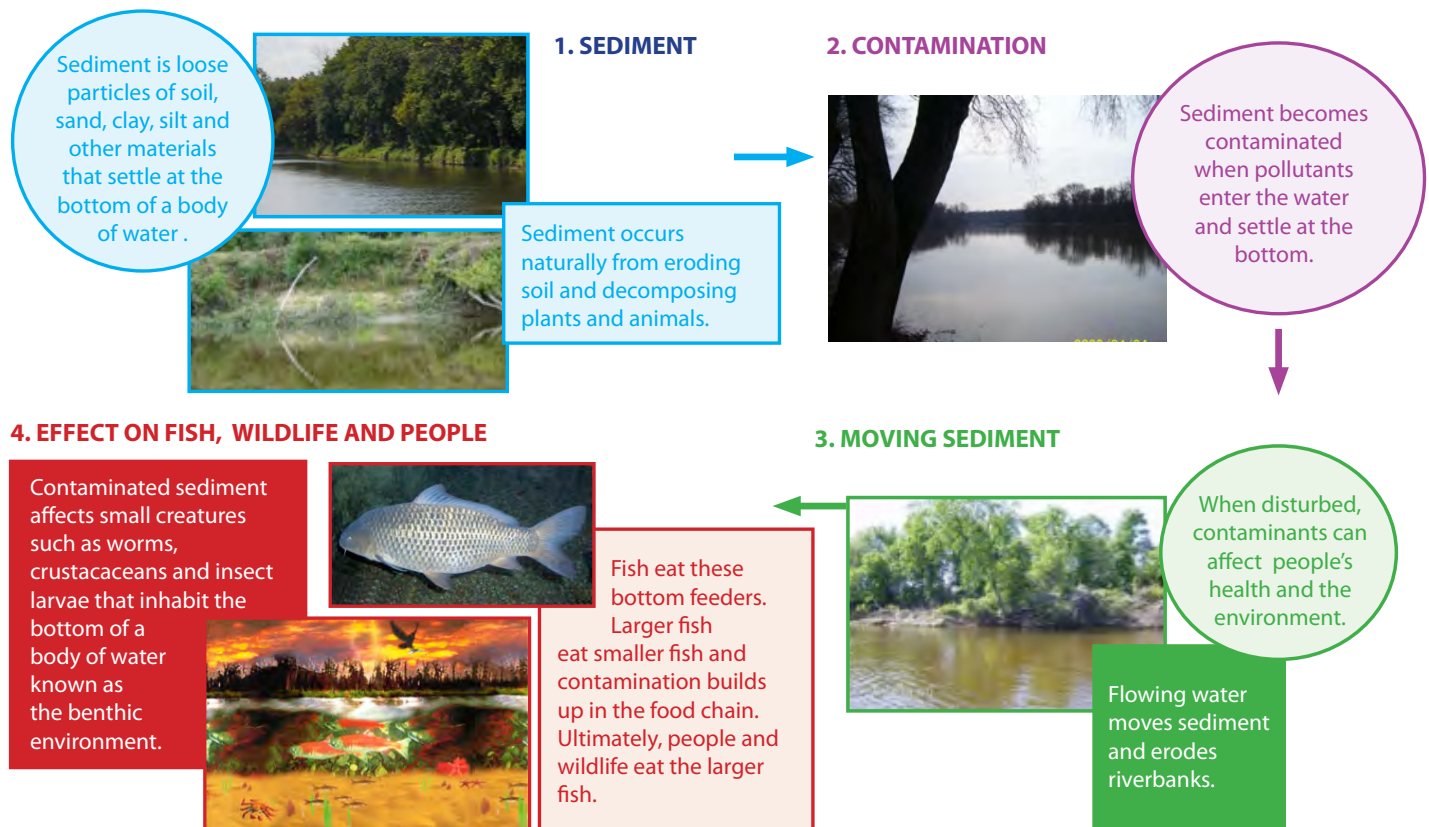 1. SEDIMENT
Sediment is loose
particles of soil,
sand, clay, silt and
other materials
that settle at the
bottom of a body
of water .
Sediment occurs
naturally from eroding
soil and decomposing
plants and animals.
2. CONTAMINATION
Sediment becomes
contaminated
when pollutants
enter the water
and settle at the
bottom.
3. MOVING SEDIMENT
When disturbed,
contaminants can
affect people's
health and the
environment.
Flowing water
moves sediment
and erodes
riverbanks.
4. EFFECT ON FISH, WILDLIFE AND PEOPLE
Contaminated sediment
affects small creatures
such as worms,
crustacaceans and insect
larvae that inhabit the
bottom of a
body of water
known as
the benthic
environment.
Fish eat these
bottom feeders.
Larger fish
eat smaller fish and
contamination builds
up in the food chain.
Ultimately, people and
wildlife eat the larger
fish.